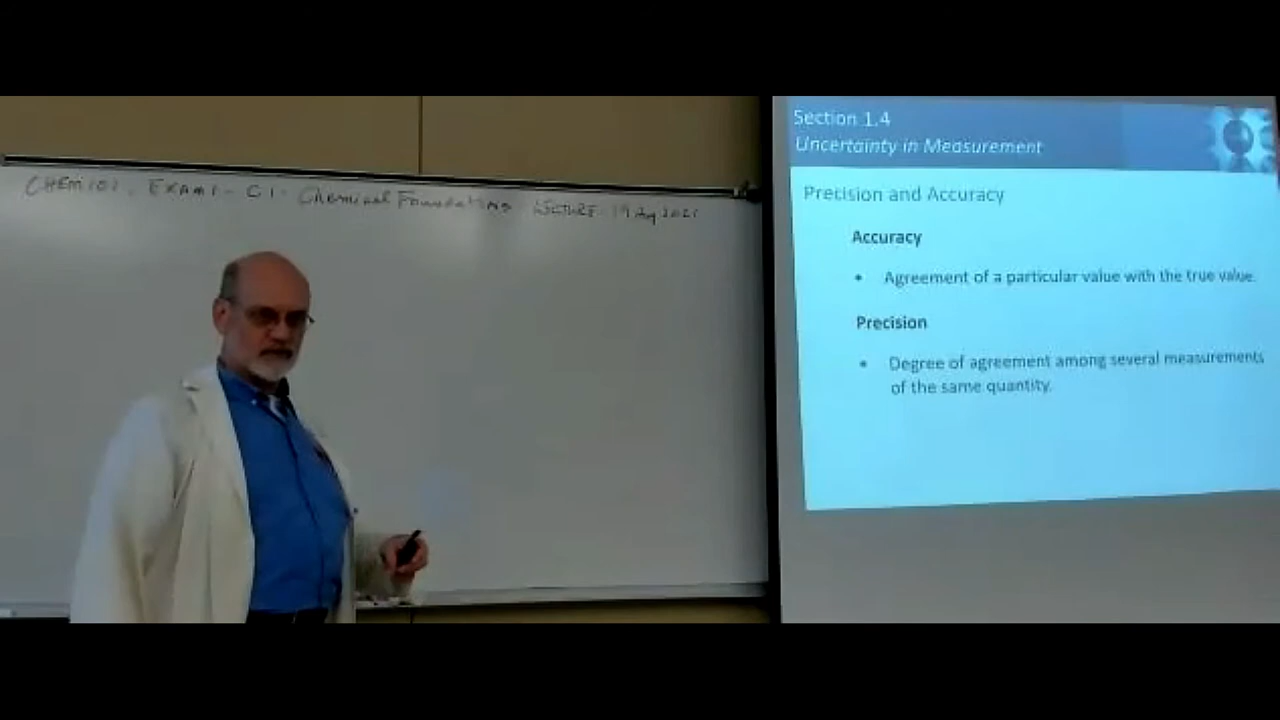 CHEM 101 . EXAM 1 - C1 - Chemical Foundations LECTURE - 19 Aug 2021
Section 1.4
Uncertainty in Measurement
Precision and Accuracy
Accuracy
• Agreement of a particular value with the true value.
Precision
• Degree of agreement among several measurements
of the same quantity.